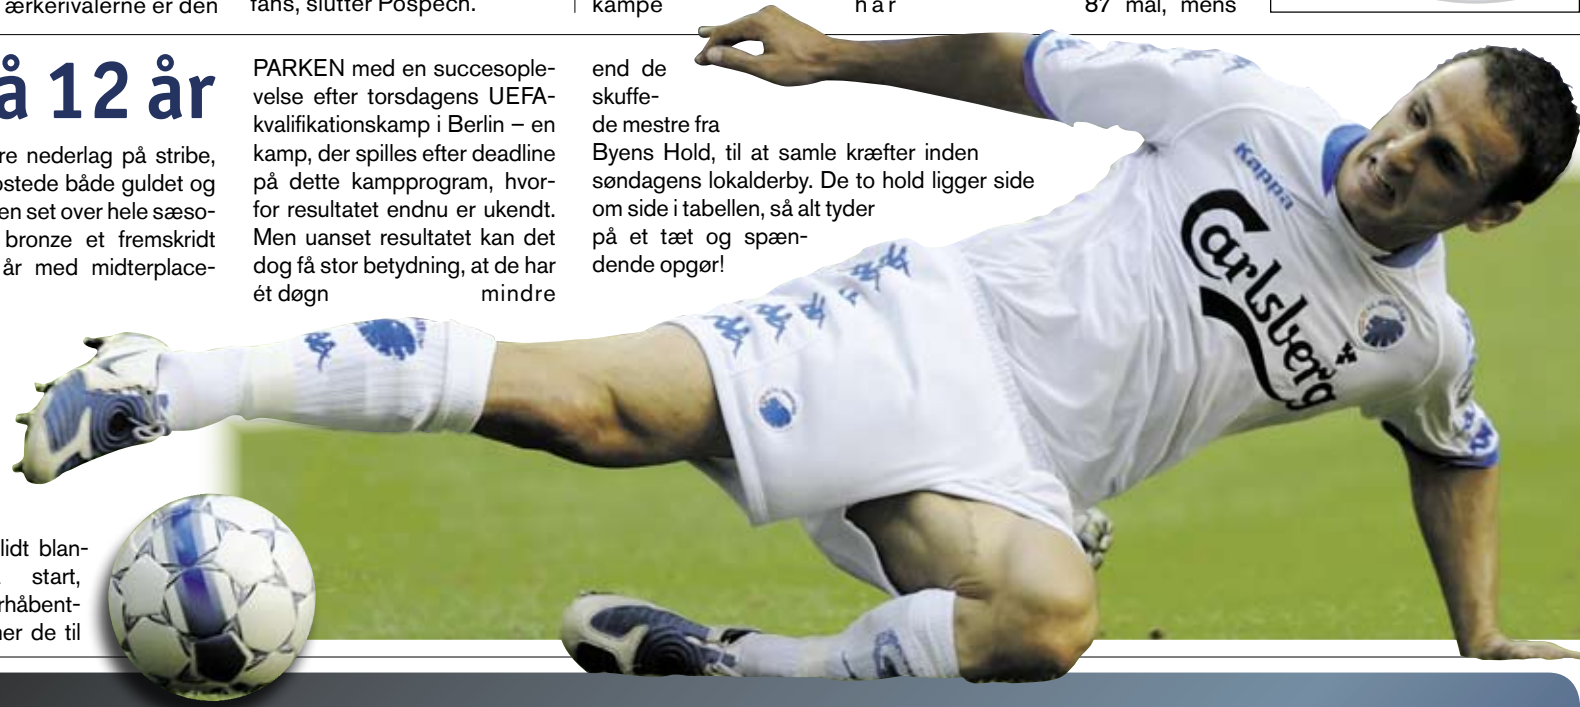 ærkerivalerne er den
fans, slutter Pospech.
kampe har 87 mål, mens
å 12 år
re nederlag på stribe,
ostede både guldet og
en set over hele sæso-
bronze et fremskridt
år med midterplace-
lidt blan-
start,
rhåbent-
ner de til
PARKEN med en succesople-
velse efter torsdagens UEFA-
kvalifikationskamp i Berlin – en
kamp, der spilles efter deadline
på dette kampprogram, hvor-
for resultatet endnu er ukendt.
Men uanset resultatet kan det
dog få stor betydning, at de har
ét døgn mindre
end de
skuffe-
de mestre fra
Byens Hold, til at samle kræfter inden
søndagens lokalderby. De to hold ligger side
om side i tabellen, så alt tyder
på et tæt og spæn-
dende opgør!
Kappa
Carlsberg